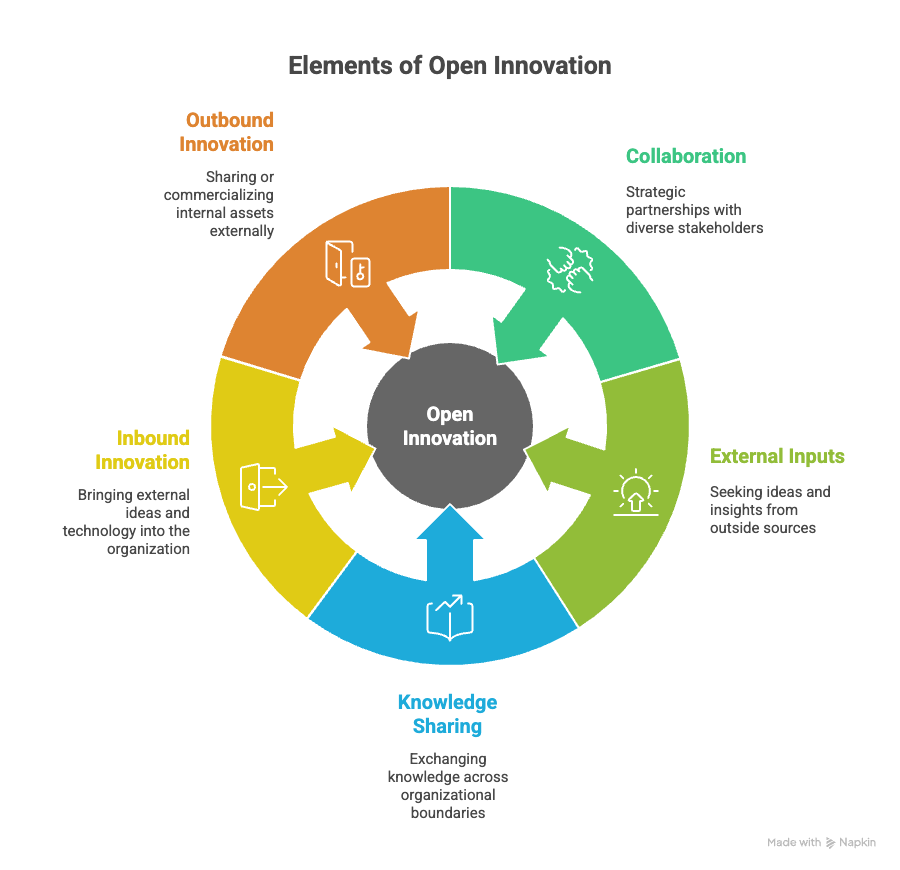 Elements of Open Innovation
Outbound
Innovation
Sharing or
commercializing
internal assets
externally
Collaboration
Strategic
partnerships with
diverse stakeholders
Open
Innovation
Inbound
Innovation
Bringing external
ideas and
technology into the
organization
External Inputs
Seeking ideas and
insights from
outside sources
Knowledge
Sharing
Exchanging
knowledge across
organizational
boundaries
Made with Napkin